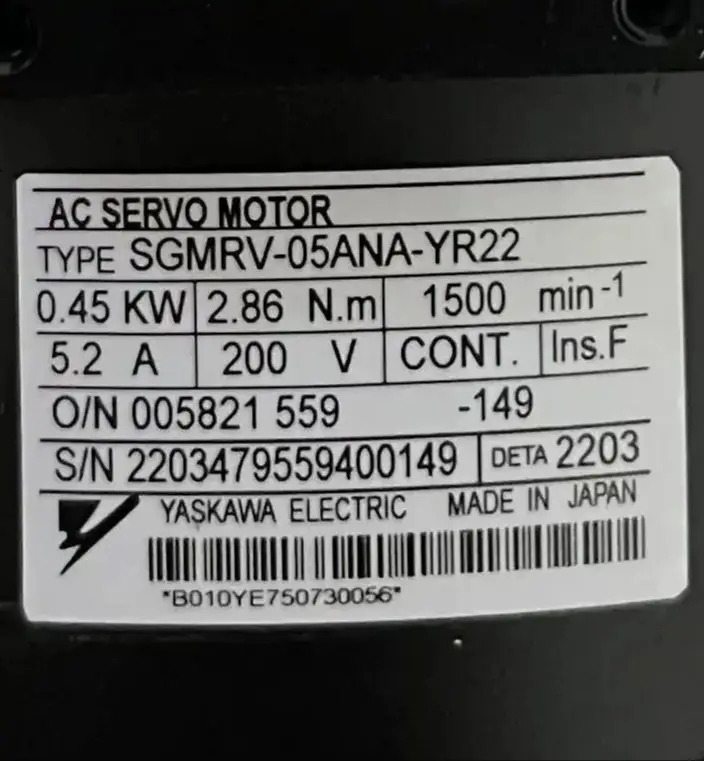 AC SERVO MOTOR
TYPE SGMRV-05ANA-YR22
0.45 KW 2.86 N.m 1500 min-1
5.2 A 200 V CONT. Ins.F
O/N 005821 559 -149
S/N 2203479559400149 DETA 2203
YASKAWA ELECTRIC MADE IN JAPAN
"B010YE750730056"